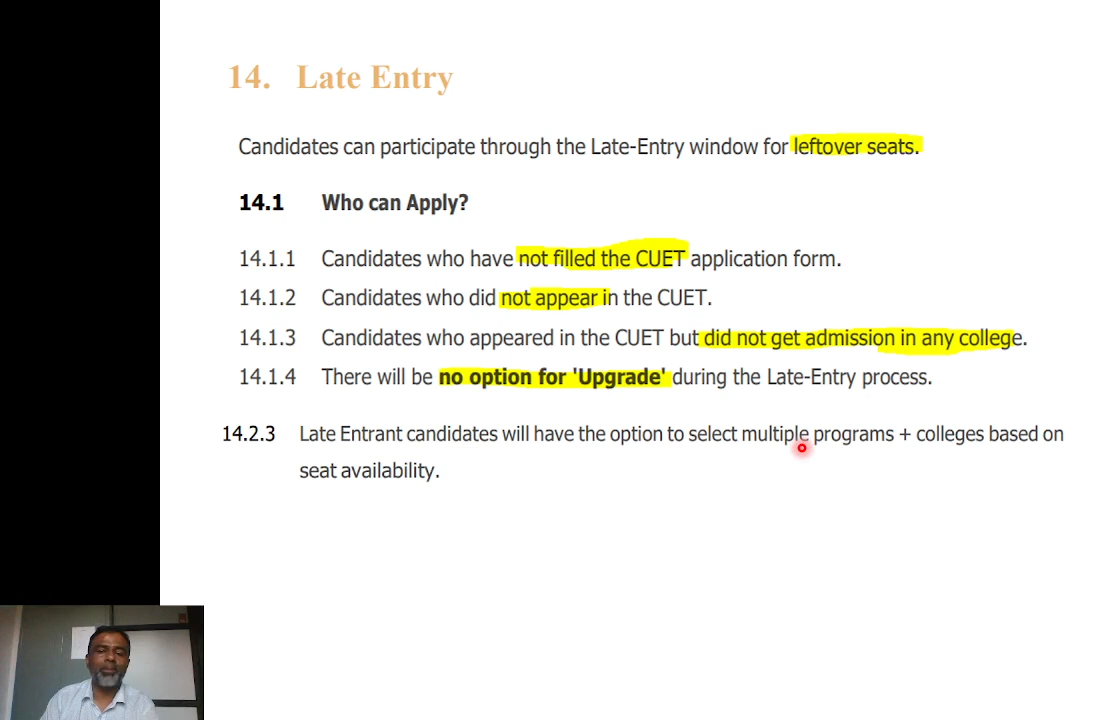 14. Late Entry
Candidates can participate through the Late-Entry window for leftover seats.
14.1 Who can Apply?
14.1.1 Candidates who have not filled the CUET application form.
14.1.2 Candidates who did not appear in the CUET.
14.1.3 Candidates who appeared in the CUET but did not get admission in any college.
14.1.4 There will be no option for 'Upgrade' during the Late-Entry process.
14.2.3 Late Entrant candidates will have the option to select multiple programs + colleges based on
seat availability.